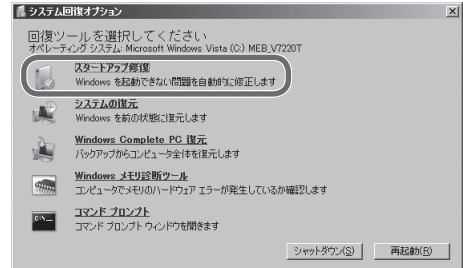 システム回復オプション
回復ツールを選択してください
オペレーティング システム: Microsoft Windows Vista (C:) MEB_V7220T
スタートアップ修復
Windows を起動できない問題を自動的に修正します
システムの復元
Windows を前の状態に復元します
Windows Complete PC 復元
バックアップからコンピュータ全体を復元します
Windows メモリ診断ツール
コンピュータでメモリのハードウェア エラーが発生しているか確認します
C:\_
コマンド プロンプト
コマンド プロンプト ウィンドウを開きます
シャットダウン(S)
再起動(R)